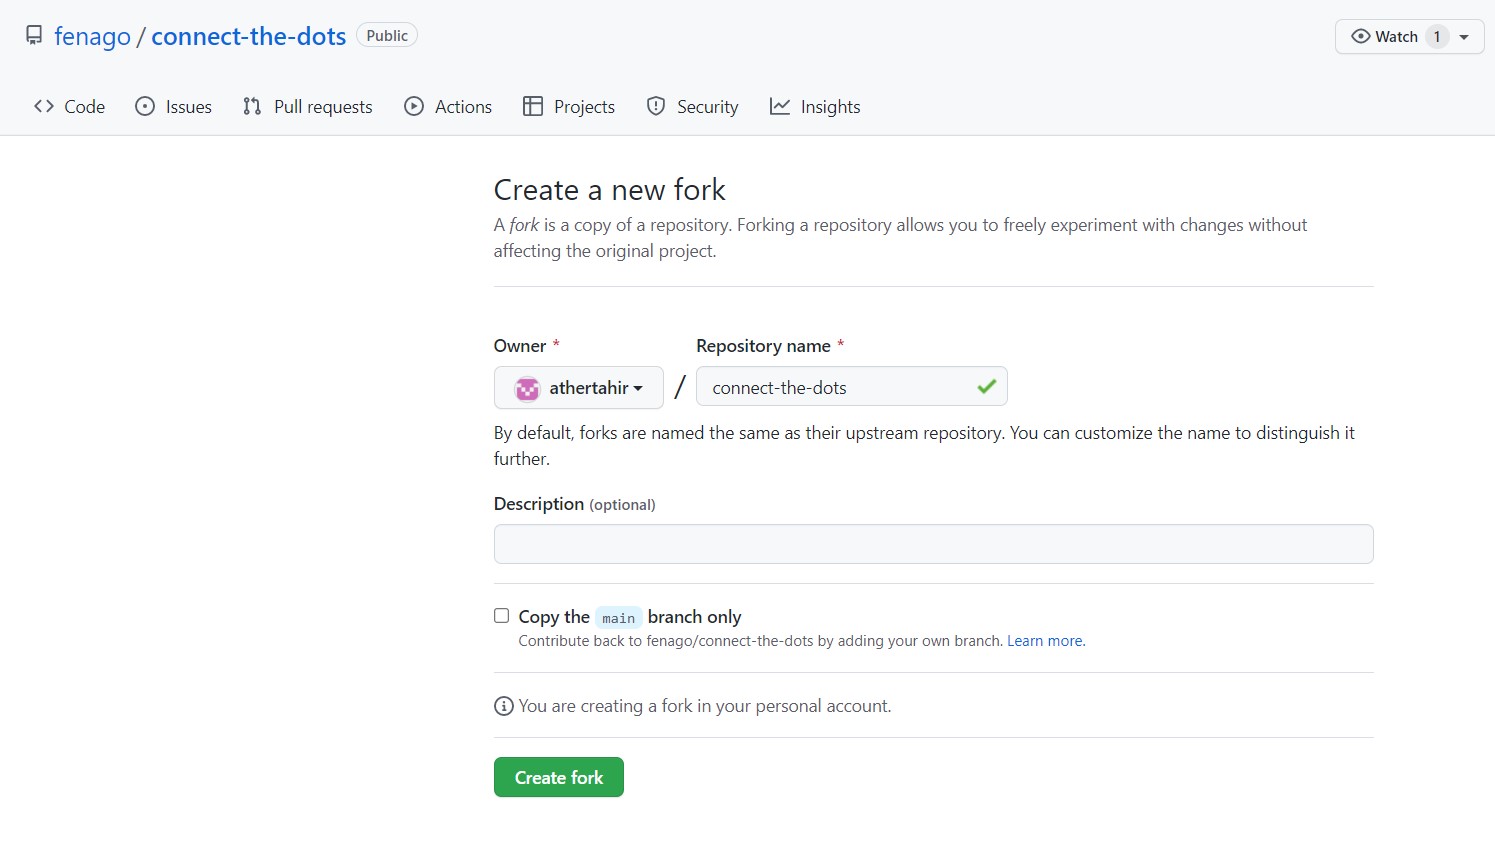 fenago / connect-the-dots Public
Watch 1
Code Issues Pull requests Actions Projects Security Insights
Create a new fork
A fork is a copy of a repository. Forking a repository allows you to freely experiment with changes without
affecting the original project.
Owner * Repository name *
athertahir / connect-the-dots
By default, forks are named the same as their upstream repository. You can customize the name to distinguish it
further.
Description (optional)
Copy the main branch only
Contribute back to fenago/connect-the-dots by adding your own branch. Learn more.
You are creating a fork in your personal account.
Create fork